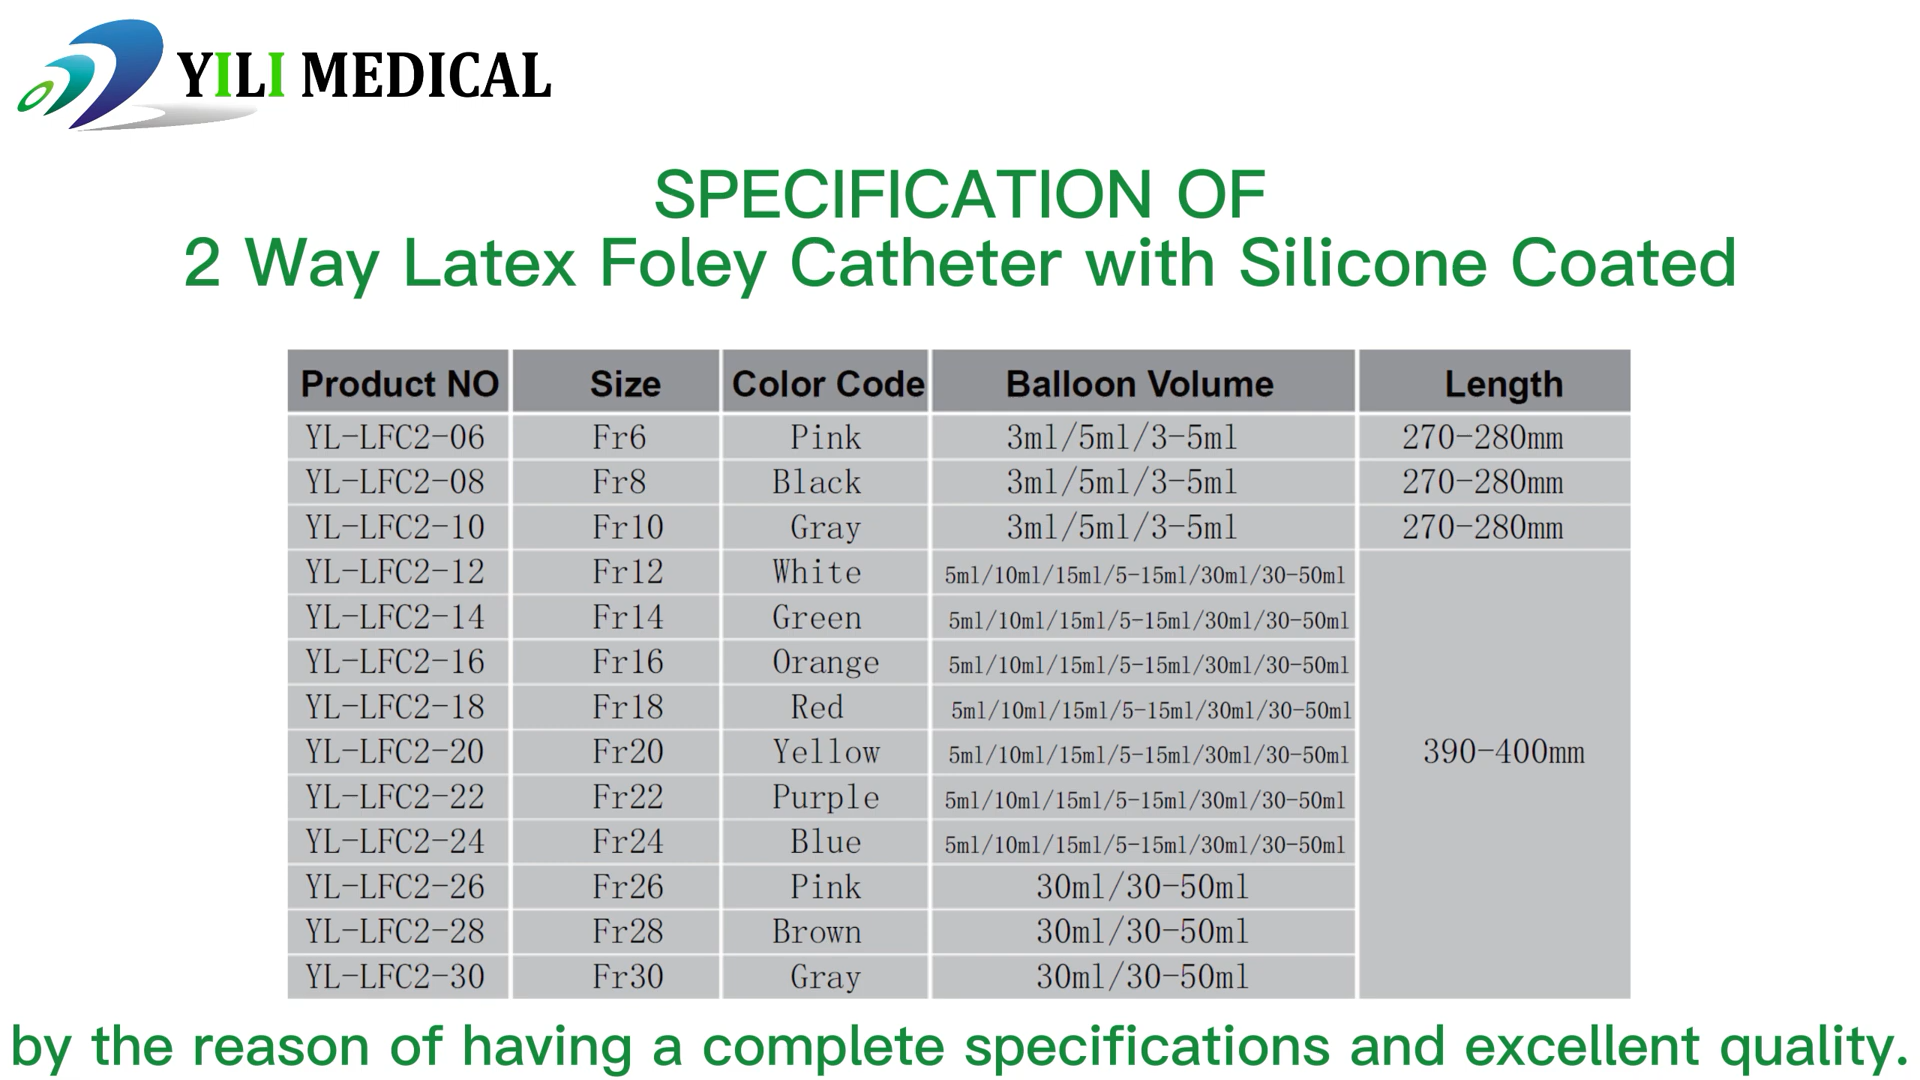 YILI MEDICAL
SPECIFICATION OF
2 Way Latex Foley Catheter with Silicone Coated
Product NO Size Color Code Balloon Volume Length
YL-LFC2-06 Fr6 Pink 3ml/5ml/3-5ml 270-280mm
YL-LFC2-08 Fr8 Black 3ml/5ml/3-5ml 270-280mm
YL-LFC2-10 Fr10 Gray 3ml/5ml/3-5ml 270-280mm
YL-LFC2-12 Fr12 White 5ml/10ml/15ml/5-15ml/30ml/30-50ml
YL-LFC2-14 Fr14 Green 5ml/10ml/15ml/5-15ml/30ml/30-50ml
YL-LFC2-16 Fr16 Orange 5ml/10ml/15ml/5-15ml/30ml/30-50ml
YL-LFC2-18 Fr18 Red 5ml/10ml/15ml/5-15ml/30ml/30-50ml
YL-LFC2-20 Fr20 Yellow 5ml/10ml/15ml/5-15ml/30ml/30-50ml 390-400mm
YL-LFC2-22 Fr22 Purple 5ml/10ml/15ml/5-15ml/30ml/30-50ml
YL-LFC2-24 Fr24 Blue 5ml/10ml/15ml/5-15ml/30ml/30-50ml
YL-LFC2-26 Fr26 Pink 30ml/30-50ml
YL-LFC2-28 Fr28 Brown 30ml/30-50ml
YL-LFC2-30 Fr30 Gray 30ml/30-50ml
by the reason of having a complete specifications and excellent quality.